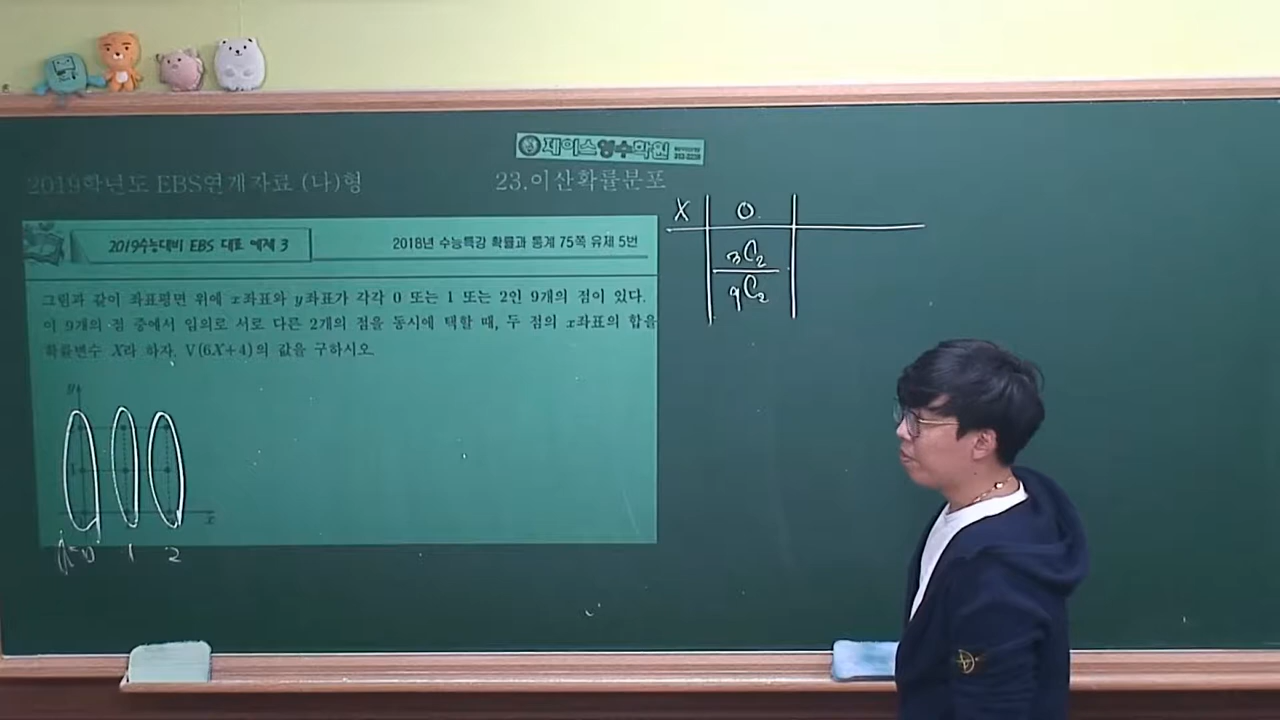 제이스영수학원
2019학년도 EBS연계자료 (나)형
23.이산확률분포
2019수능대비 EBS 대표 예제 3
2018년 수능특강 확률과 통계 75쪽 유제 5번
그림과 같이 좌표평면 위에 x좌표와 y좌표가 각각 0 또는 1 또는 2인 9개의 점이 있다.
이 9개의 점 중에서 임의로 서로 다른 2개의 점을 동시에 택할 때, 두 점의 x좌표의 합을
확률변수 X라 하자. V(6X+4)의 값을 구하시오.
y
x
1 2
X 0
₃C₂
₉C₂